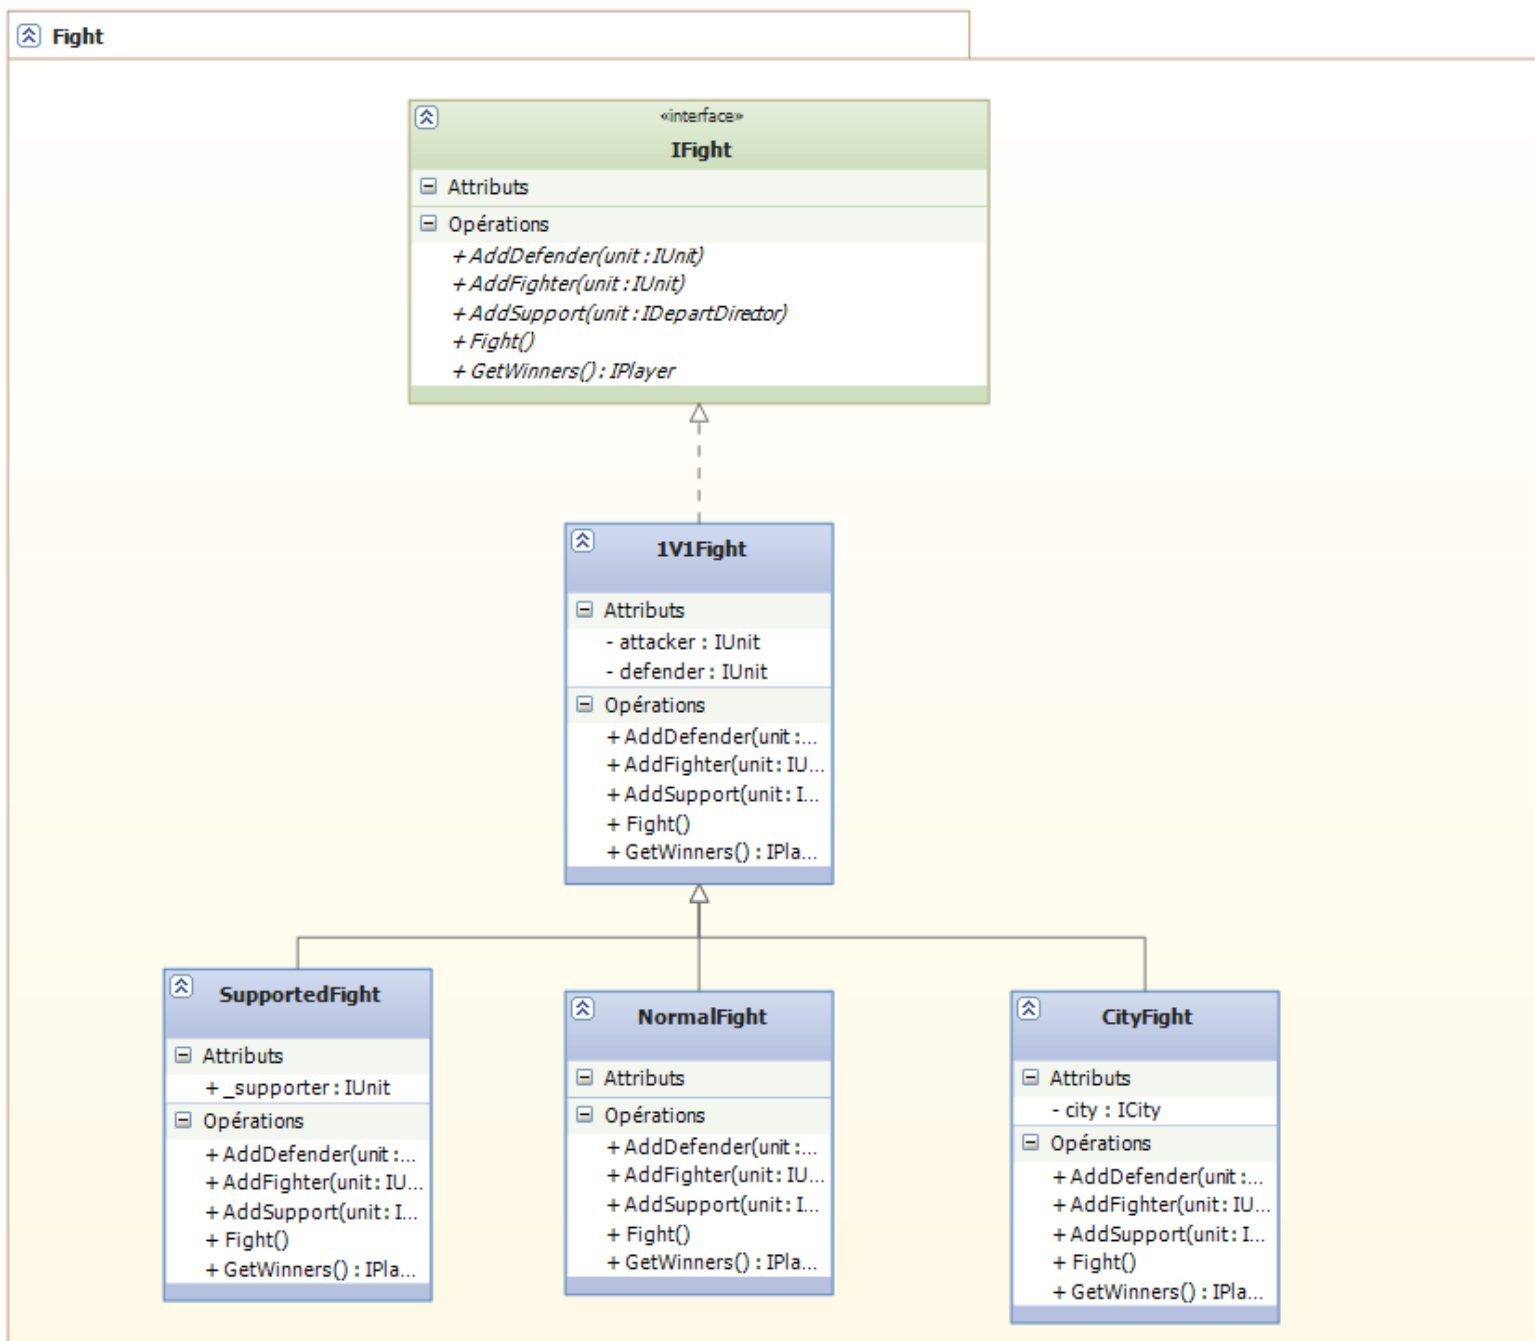 Fight
«interface»
IFight
Attributs
Opérations
+ AddDefender(unit : IUnit)
+ AddFighter(unit : IUnit)
+ AddSupport(unit : IDepartDirector)
+ Fight()
+ GetWinners() : IPlayer
1V1Fight
Attributs
- attacker : IUnit
- defender : IUnit
Opérations
+ AddDefender(unit :...
+ AddFighter(unit : IU...
+ AddSupport(unit : I...
+ Fight()
+ GetWinners() : IPla...
SupportedFight
Attributs
+ _supporter : IUnit
Opérations
+ AddDefender(unit :...
+ AddFighter(unit : IU...
+ AddSupport(unit : I...
+ Fight()
+ GetWinners() : IPla...
NormalFight
Attributs
Opérations
+ AddDefender(unit :...
+ AddFighter(unit : IU...
+ AddSupport(unit : I...
+ Fight()
+ GetWinners() : IPla...
CityFight
Attributs
- city : ICity
Opérations
+ AddDefender(unit :...
+ AddFighter(unit : IU...
+ AddSupport(unit : I...
+ Fight()
+ GetWinners() : IPla...